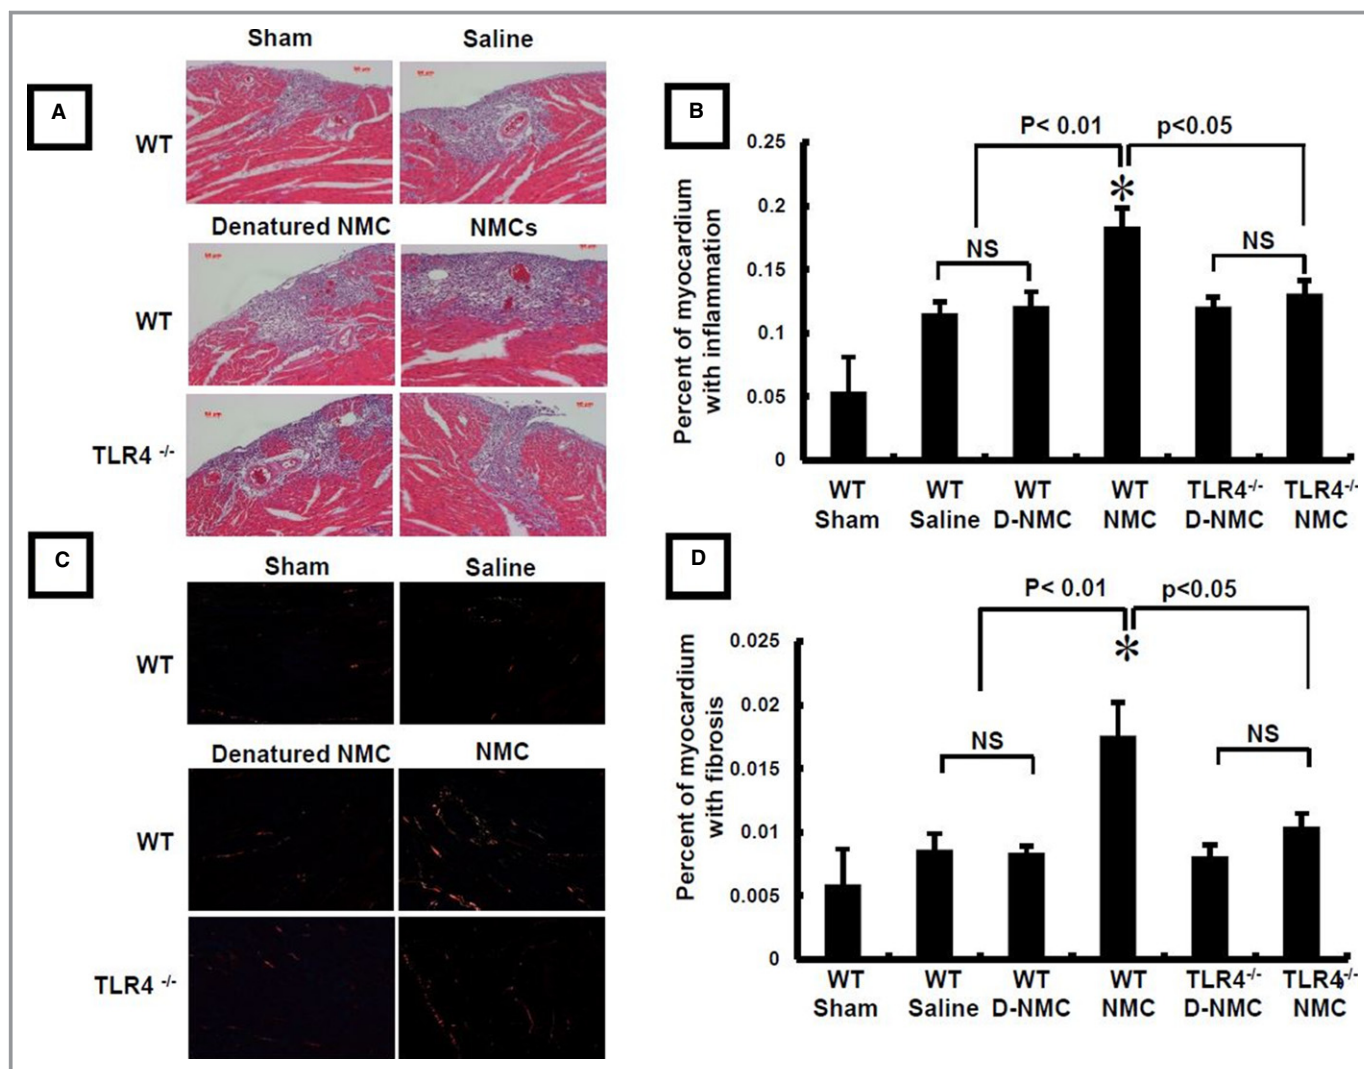 A
Sham Saline
WT
Denatured NMC NMCs
WT
TLR4 -/-
B
P< 0.01 p<0.05
0.25
0.2
0.15
0.1
0.05
0
Percent of myocardium
with inflammation
*
NS
NS
WT WT WT WT TLR4-/- TLR4-/-
Sham Saline D-NMC NMC D-NMC NMC
C
Sham Saline
WT
Denatured NMC NMC
WT
TLR4 -/-
D
P< 0.01 p<0.05
0.025
0.02
0.015
0.01
0.005
0
Percent of myocardium
with fibrosis
*
NS
NS
WT WT WT WT TLR4-/- TLR4-/-
Sham Saline D-NMC NMC D-NMC NMC